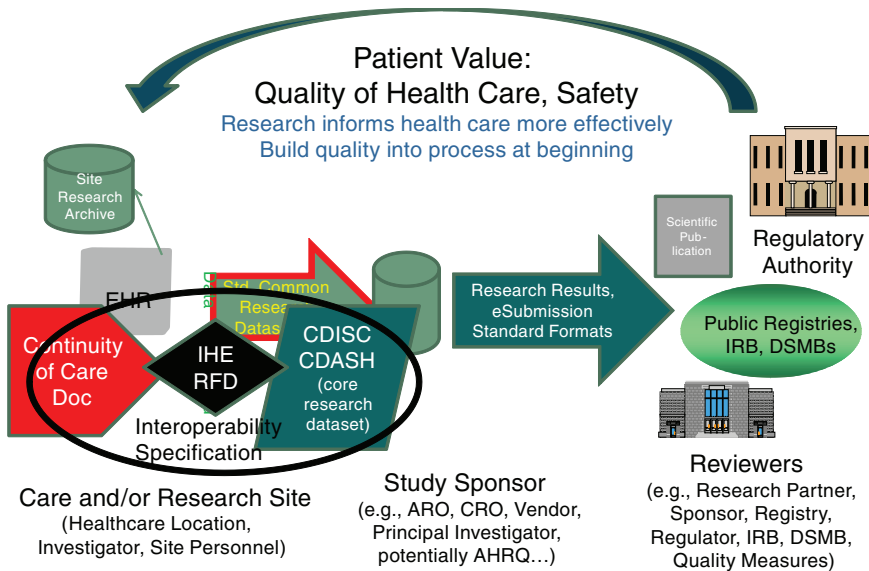 Patient Value:
Quality of Health Care, Safety
Research informs health care more effectively
Build quality into process at beginning
Site
Research
Archive
EHR
Data
Std. Common
Continuity
of Care
Doc
IHE
RFD
CDISC
CDASH
(core
research
dataset)
Interoperability
Specification
Research Results,
eSubmission
Standard Formats
Scientific
Pub-
lication
Regulatory
Authority
Public Registries,
IRB, DSMBs
Care and/or Research Site
(Healthcare Location,
Investigator, Site Personnel)
Study Sponsor
(e.g., ARO, CRO, Vendor,
Principal Investigator,
potentially AHRQ…)
Reviewers
(e.g., Research Partner,
Sponsor, Registry,
Regulator, IRB, DSMB,
Quality Measures)